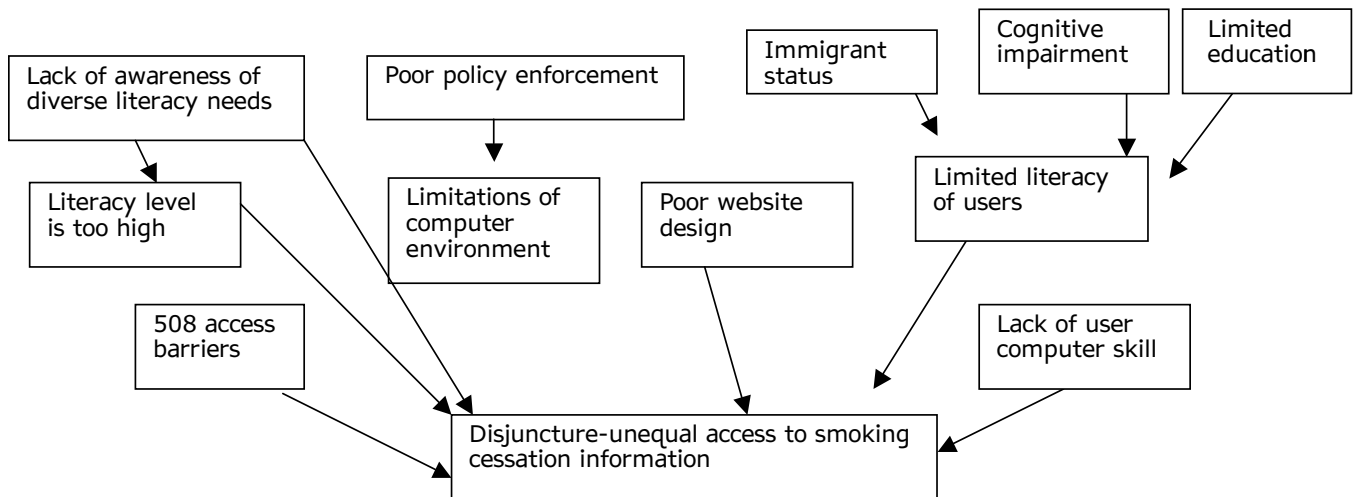 Immigrant
status
Cognitive
impairment
Limited
education
Lack of awareness of
diverse literacy needs
Poor policy enforcement
Literacy level
is too high
Limitations of
computer
environment
Poor website
design
Limited literacy
of users
508 access
barriers
Lack of user
computer skill
Disjuncture-unequal access to smoking
cessation information